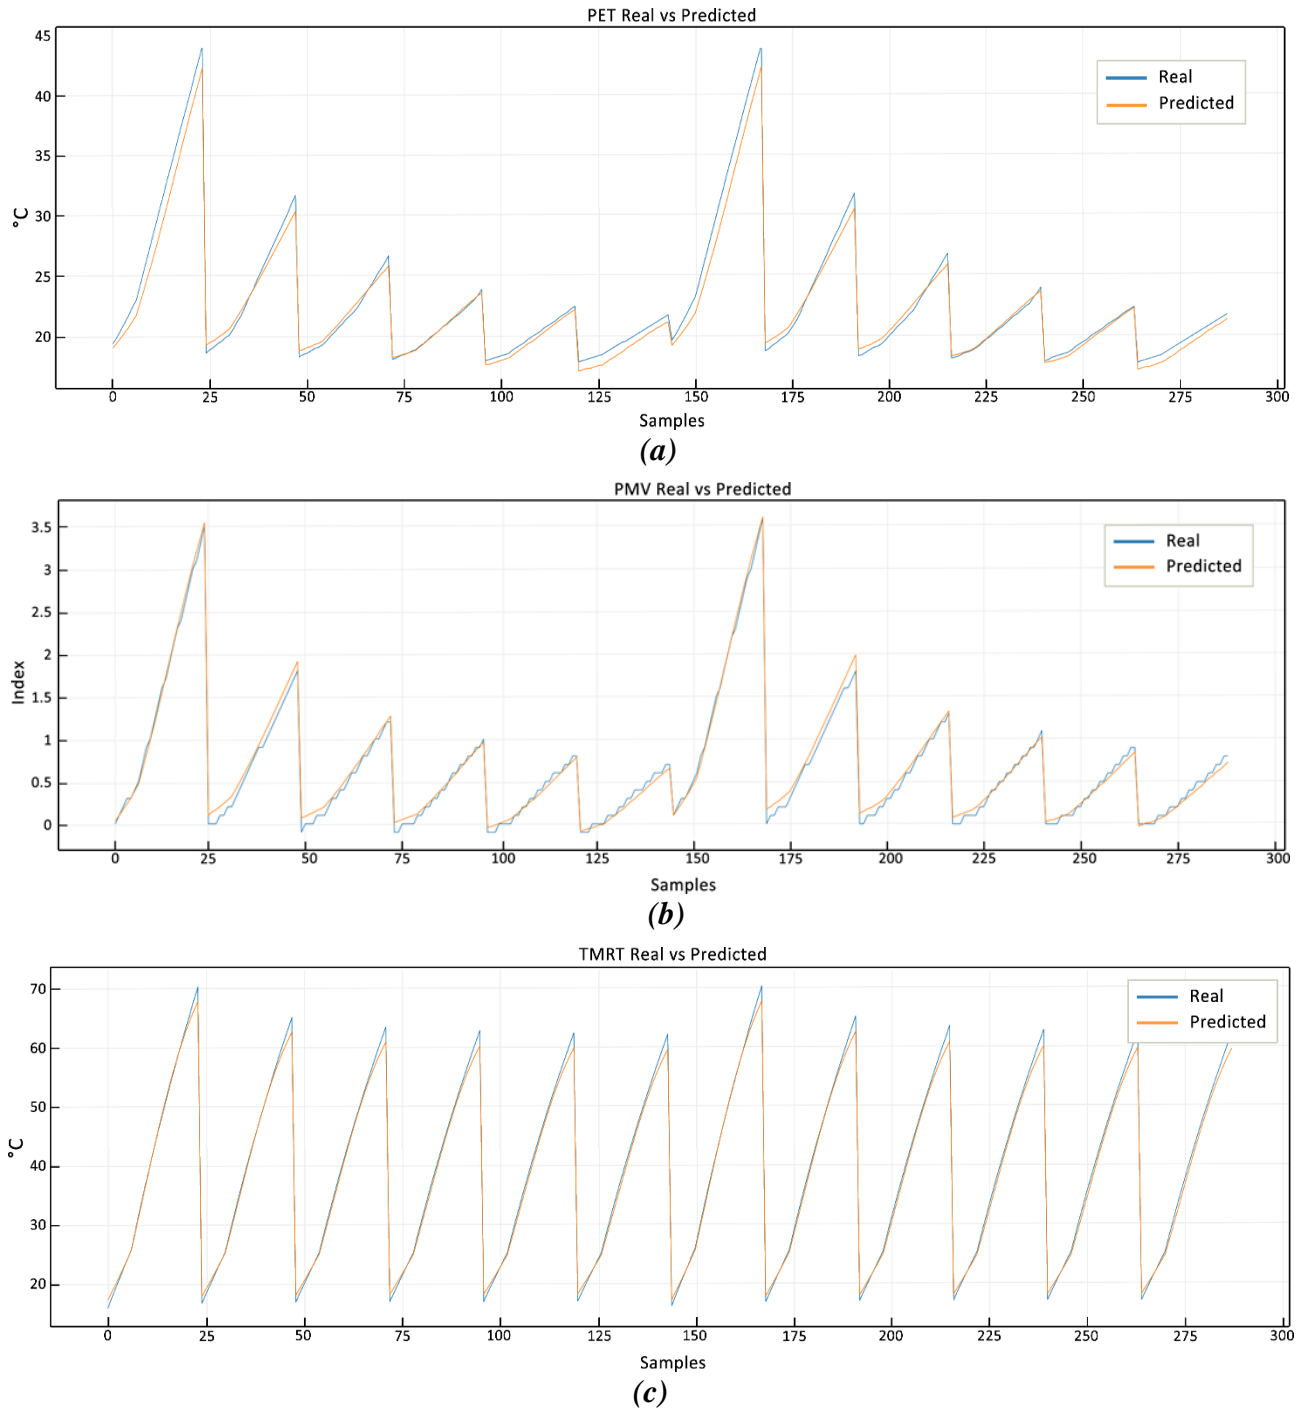 PET Real vs Predicted
45
40
35
30
25
20
°C
Real
Predicted
0 25 50 75 100 125 150 175 200 225 250 275 300
Samples
(a)
PMV Real vs Predicted
3.5
3
2.5
2
1.5
1
0.5
0
Index
Real
Predicted
0 25 50 75 100 125 150 175 200 225 250 275 300
Samples
(b)
TMRT Real vs Predicted
70
60
50
40
30
20
°C
Real
Predicted
0 25 50 75 100 125 150 175 200 225 250 275 300
Samples
(c)